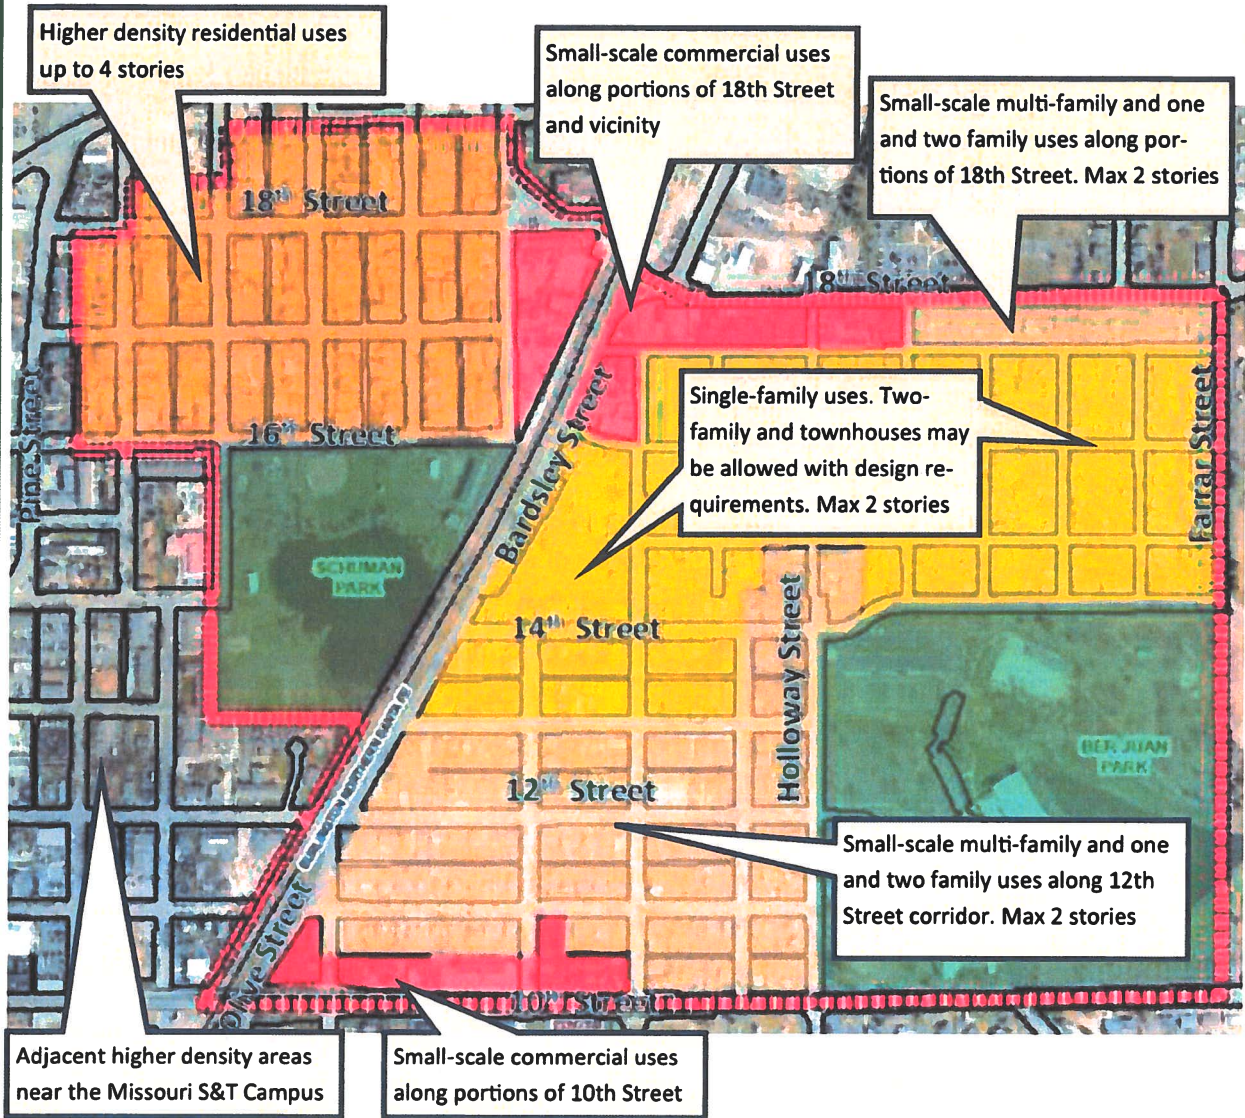 Higher density residential uses
up to 4 stories
Small-scale commercial uses
along portions of 18th Street
and vicinity
Small-scale multi-family and one
and two family uses along por-
tions of 18th Street. Max 2 stories
18th Street
18th Street
Single-family uses. Two-
family and townhouses may
be allowed with design re-
quirements. Max 2 stories
Pine Street
16th Street
Bardsley Street
Farrar Street
SCHUMAN
PARK
14th Street
Holloway Street
BER JUAN
PARK
12th Street
Small-scale multi-family and one
and two family uses along 12th
Street corridor. Max 2 stories
Olive Street
10th Street
Adjacent higher density areas
near the Missouri S&T Campus
Small-scale commercial uses
along portions of 10th Street